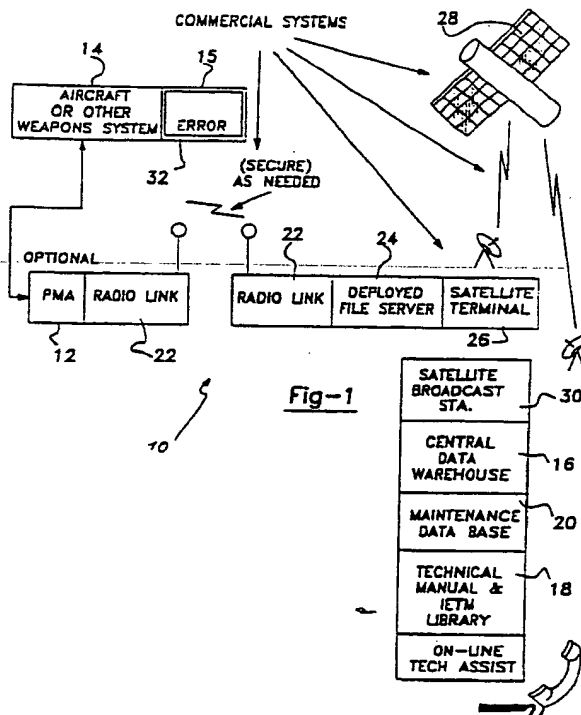 COMMERCIAL SYSTEMS
28
14
15
AIRCRAFT
OR OTHER
WEAPONS SYSTEM
ERROR
32
(SECURE)
AS NEEDED
OPTIONAL
22
24
PMA
RADIO LINK
RADIO LINK
DEPLOYED
FILE SERVER
SATELLITE
TERMINAL
12
22
26
10
Fig-1
SATELLITE
BROADCAST
STA.
30
CENTRAL
DATA
WAREHOUSE
16
MAINTENANCE
DATA BASE
20
TECHNICAL
MANUAL &
IETM
LIBRARY
18
ON-LINE
TECH ASSIST